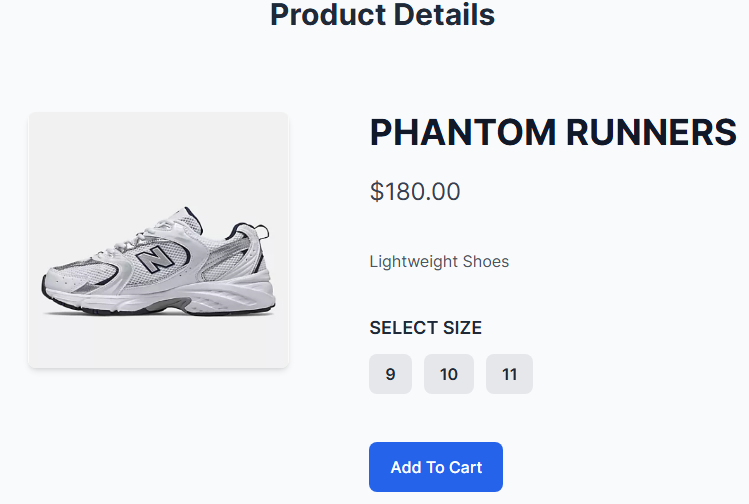 Product Details
PHANTOM RUNNERS
$180.00
Lightweight Shoes
SELECT SIZE
9 10 11
Add To Cart
N